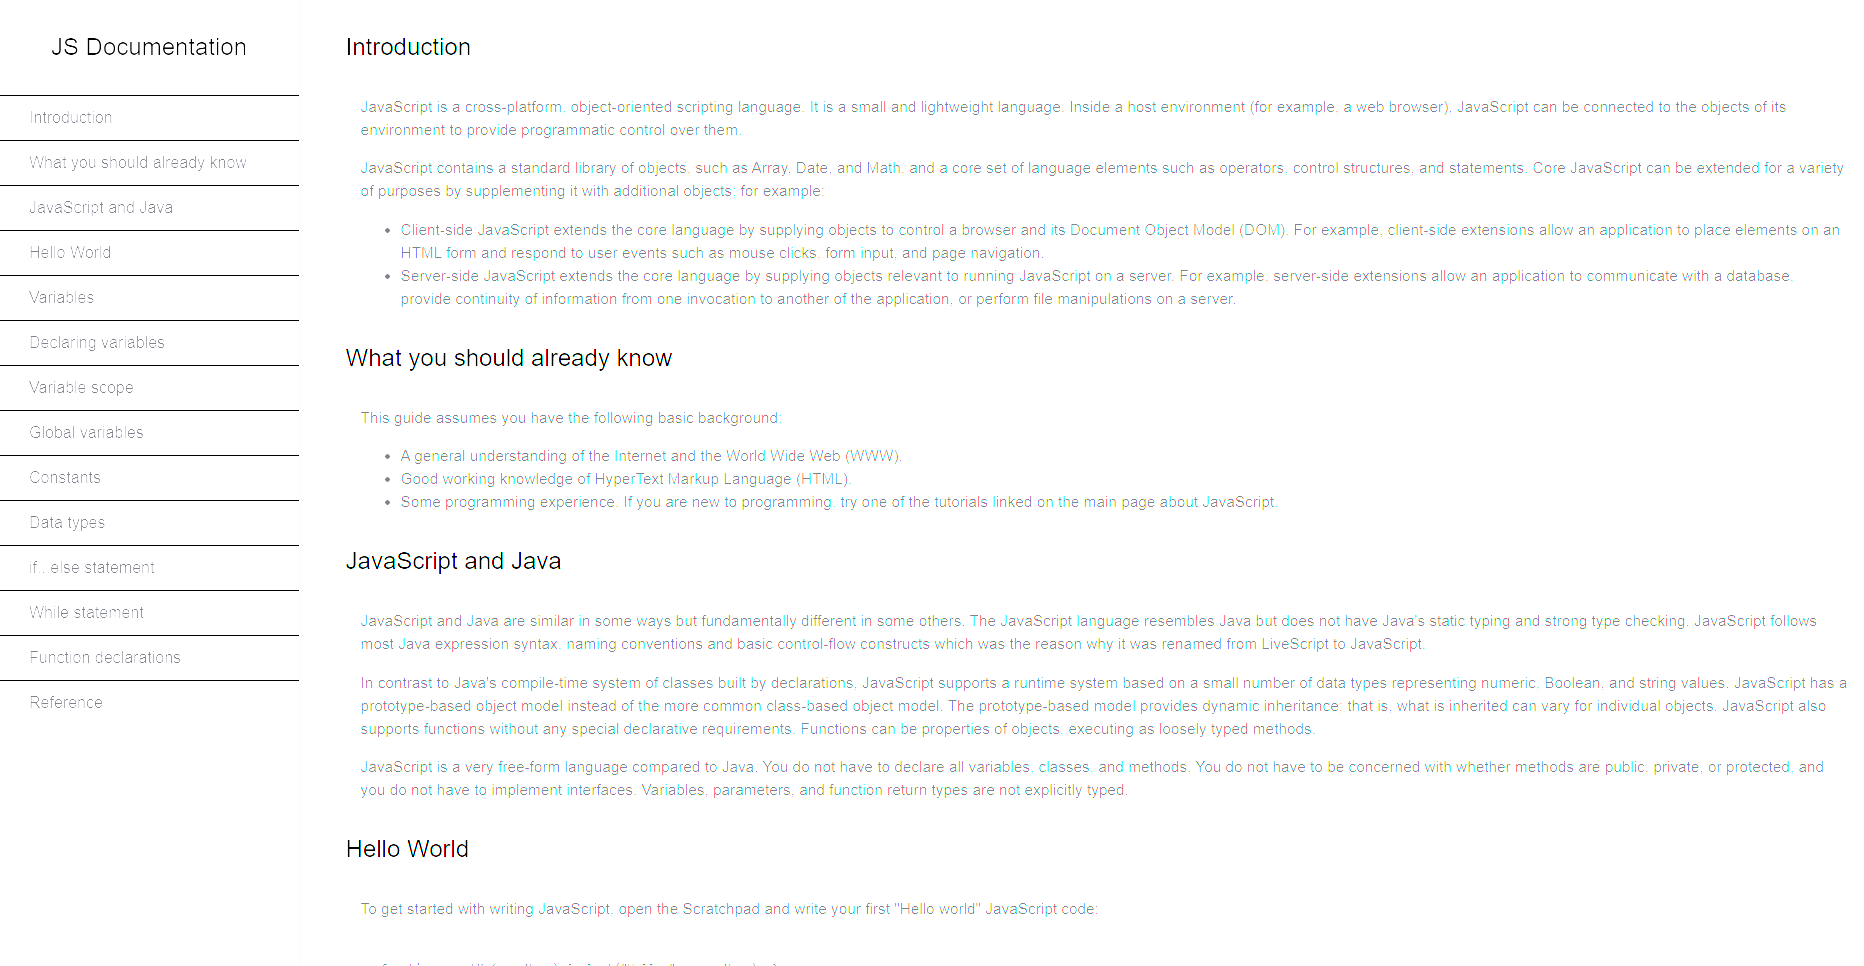 JS Documentation
Introduction
What you should already know
JavaScript and Java
Hello World
Variables
Declaring variables
Variable scope
Global variables
Constants
Data types
if...else statement
While statement
Function declarations
Reference
Introduction
JavaScript is a cross-platform, object-oriented scripting language. It is a small and lightweight language. Inside a host environment (for example, a web browser), JavaScript can be connected to the objects of its
environment to provide programmatic control over them.
JavaScript contains a standard library of objects, such as Array, Date, and Math, and a core set of language elements such as operators, control structures, and statements. Core JavaScript can be extended for a variety
of purposes by supplementing it with additional objects; for example:
• Client-side JavaScript extends the core language by supplying objects to control a browser and its Document Object Model (DOM). For example, client-side extensions allow an application to place elements on an
HTML form and respond to user events such as mouse clicks, form input, and page navigation.
• Server-side JavaScript extends the core language by supplying objects relevant to running JavaScript on a server. For example, server-side extensions allow an application to communicate with a database,
provide continuity of information from one invocation to another of the application, or perform file manipulations on a server.
What you should already know
This guide assumes you have the following basic background:
• A general understanding of the Internet and the World Wide Web (WWW).
• Good working knowledge of HyperText Markup Language (HTML).
• Some programming experience. If you are new to programming, try one of the tutorials linked on the main page about JavaScript.
JavaScript and Java
JavaScript and Java are similar in some ways but fundamentally different in some others. The JavaScript language resembles Java but does not have Java's static typing and strong type checking. JavaScript follows
most Java expression syntax, naming conventions and basic control-flow constructs which was the reason why it was renamed from LiveScript to JavaScript.
In contrast to Java's compile-time system of classes built by declarations, JavaScript supports a runtime system based on a small number of data types representing numeric, Boolean, and string values. JavaScript has a
prototype-based object model instead of the more common class-based object model. The prototype-based model provides dynamic inheritance; that is, what is inherited can vary for individual objects. JavaScript also
supports functions without any special declarative requirements. Functions can be properties of objects, executing as loosely typed methods.
JavaScript is a very free-form language compared to Java. You do not have to declare all variables, classes, and methods. You do not have to be concerned with whether methods are public, private, or protected, and
you do not have to implement interfaces. Variables, parameters, and function return types are not explicitly typed.
Hello World
To get started with writing JavaScript, open the Scratchpad and write your first "Hello world" JavaScript code: